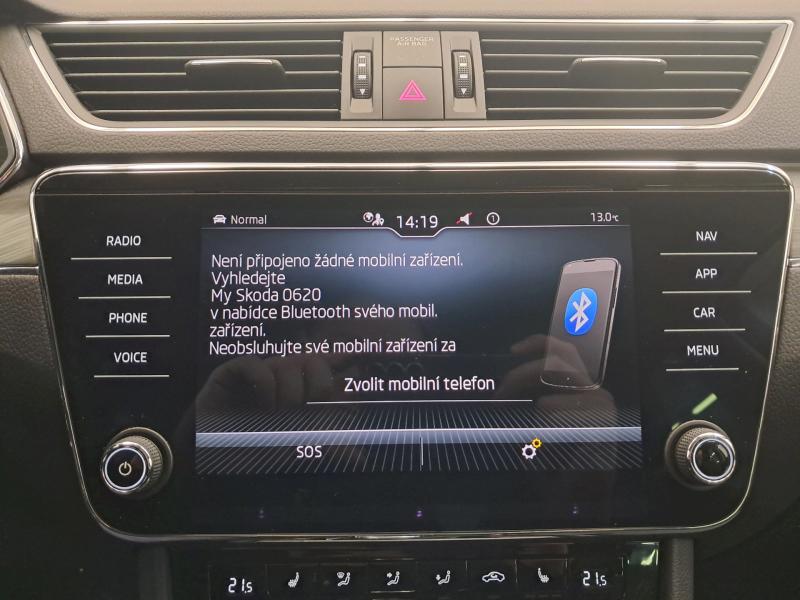 PASSENGER
AIR BAG
Normal
14:19
1
13.0°C
RADIO
MEDIA
PHONE
VOICE
Není připojeno žádné mobilní zařízení.
Vyhledejte
My Skoda 0620
v nabídce Bluetooth svého mobil.
zařízení.
Neobsluhujte své mobilní zařízení za
Zvolit mobilní telefon
SOS
NAV
APP
CAR
MENU
21.5
21.5